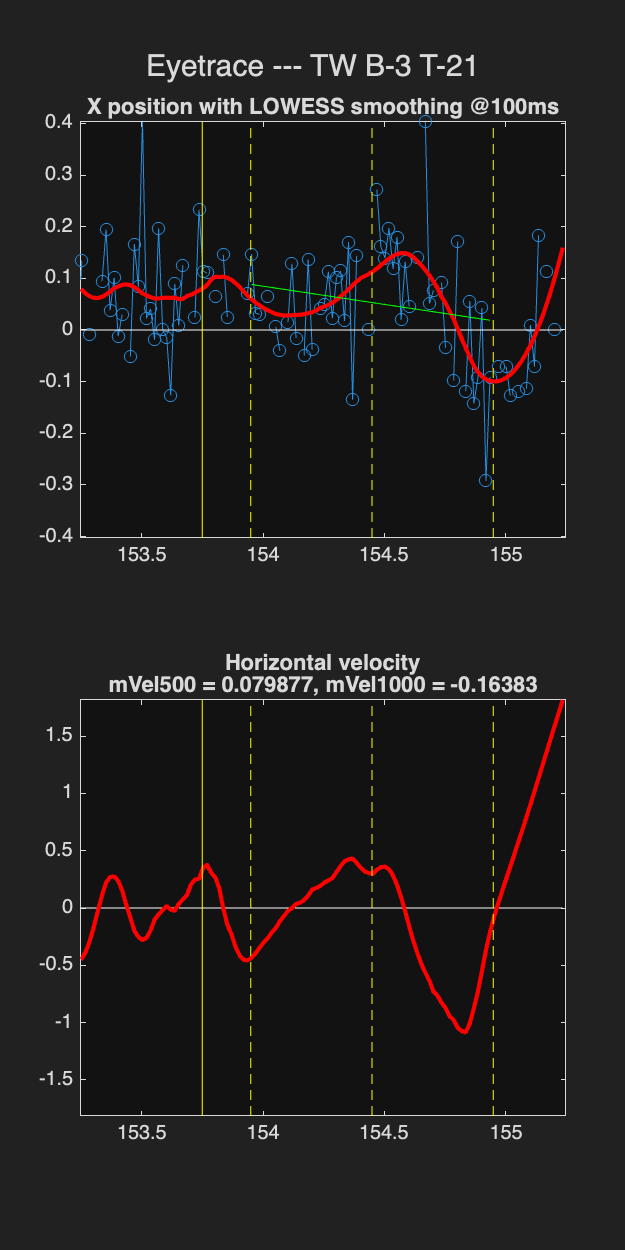 Eyetrace --- TW B-3 T-21
X position with LOWESS smoothing @100ms
0.4
0.3
0.2
0.1
0
-0.1
-0.2
-0.3
-0.4
153.5 154 154.5 155
Horizontal velocity
mVel500 = 0.079877, mVel1000 = -0.16383
1.5
1
0.5
0
-0.5
-1
-1.5
153.5 154 154.5 155